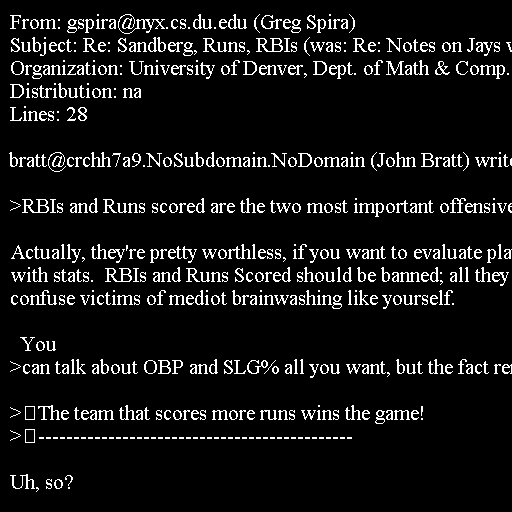 From: gspira@nyx.cs.du.edu (Greg Spira)
Subject: Re: Sandberg, Runs, RBIs (was: Re: Notes on Jays
Organization: University of Denver, Dept. of Math & Comp.
Distribution: na
Lines: 28
bratt@crchh7a9.NoSubdomain.NoDomain (John Bratt)
>RBIs and Runs scored are the two most important offensive
Actually, they're pretty worthless, if you want to evaluate
with stats.  RBIs and Runs Scored should be banned; all they
confuse victims of mediot brainwashing like yourself.
You
>can talk about OBP and SLG% all you want, but the fact
>▯The team that scores more runs wins the game!
>▯---------------------------------------------
Uh, so?